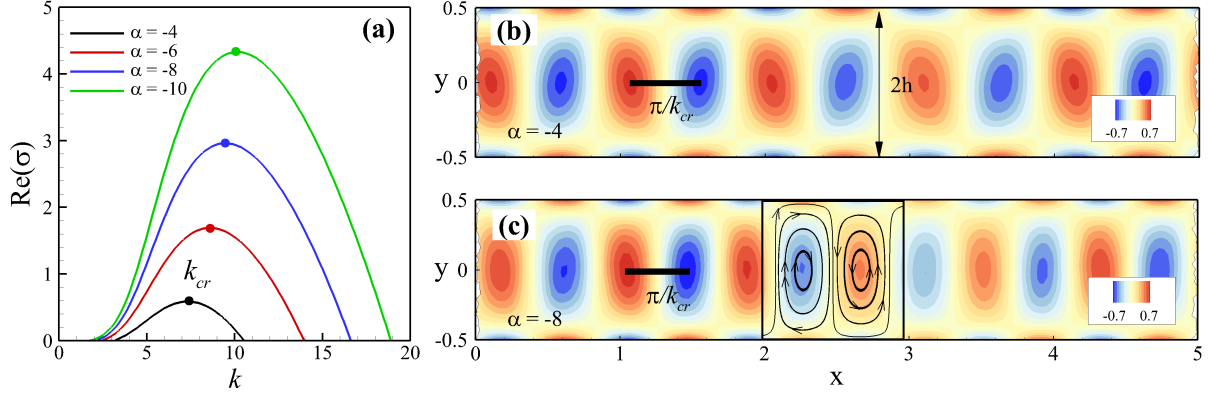 (a)
α = -4
α = -6
α = -8
α = -10
k_cr
Re(σ)
5
4
3
2
1
0
0 5 10 15 20
k
(b)
y
0.5
0
-0.5
π/k_cr
2h
α = -4
-0.7 0.7
(c)
y
0.5
0
-0.5
π/k_cr
α = -8
-0.7 0.7
0 1 2 3 4 5
x